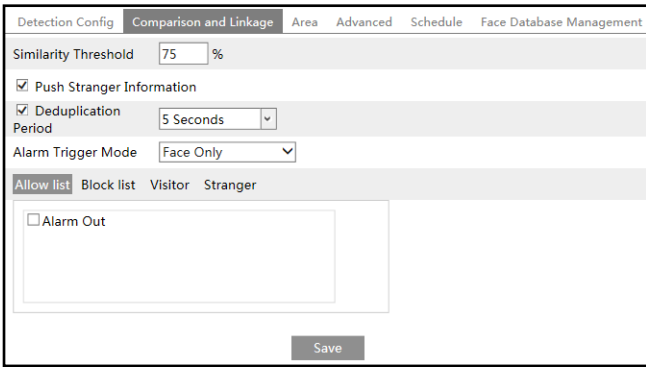 Detection Config Comparison and Linkage Area Advanced Schedule Face Database Management
Similarity Threshold 75 %
Push Stranger Information
Deduplication
Period 5 Seconds
Alarm Trigger Mode Face Only
Allow list Block list Visitor Stranger
Alarm Out
Save